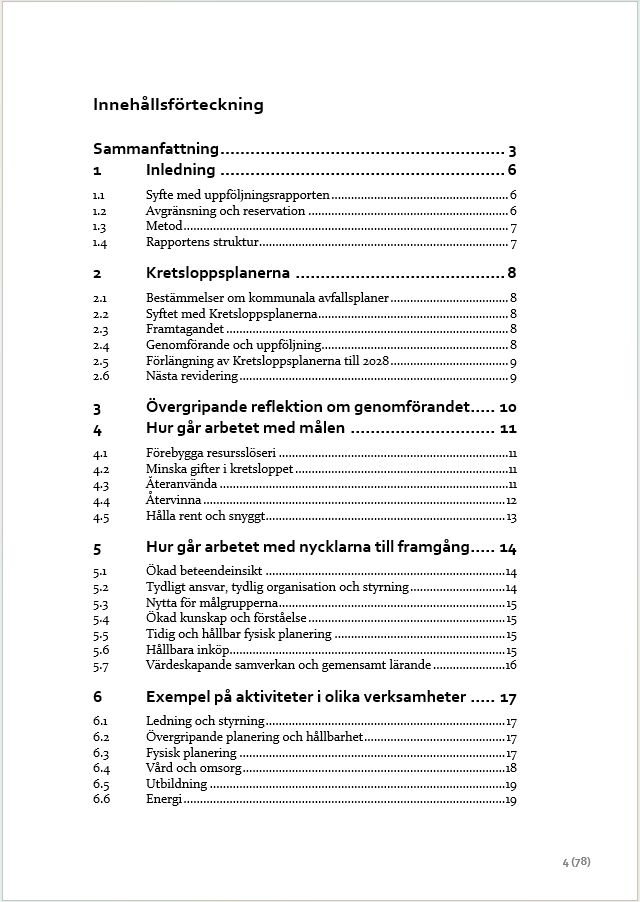 Innehållsförteckning
Sammanfattning 3
1 Inledning 6
1.1 Syfte med uppföljningsrapporten 6
1.2 Avgränsning och reservation 6
1.3 Metod 7
1.4 Rapportens struktur 7
2 Kretsloppsplanerna 8
2.1 Bestämmelser om kommunala avfallsplaner 8
2.2 Syftet med Kretsloppsplanerna 8
2.3 Framtagandet 8
2.4 Genomförande och uppföljning 8
2.5 Förlängning av Kretsloppsplanerna till 2028 9
2.6 Nästa revidering 9
3 Övergripande reflektion om genomförandet 10
4 Hur går arbetet med målen 11
4.1 Förebygga resursslöseri 11
4.2 Minska gifter i kretsloppet 11
4.3 Återanvända 11
4.4 Återvinna 12
4.5 Hålla rent och snyggt 13
5 Hur går arbetet med nycklarna till framgång 14
5.1 Ökad beteendeinsikt 14
5.2 Tydligt ansvar, tydlig organisation och styrning 14
5.3 Nytta för målgrupperna 15
5.4 Ökad kunskap och förståelse 15
5.5 Tidig och hållbar fysisk planering 15
5.6 Hållbara inköp 15
5.7 Värdeskapande samverkan och gemensamt lärande 16
6 Exempel på aktiviteter i olika verksamheter 17
6.1 Ledning och styrning 17
6.2 Övergripande planering och hållbarhet 17
6.3 Fysisk planering 17
6.4 Vård och omsorg 18
6.5 Utbildning 19
6.6 Energi 19
4 (78)